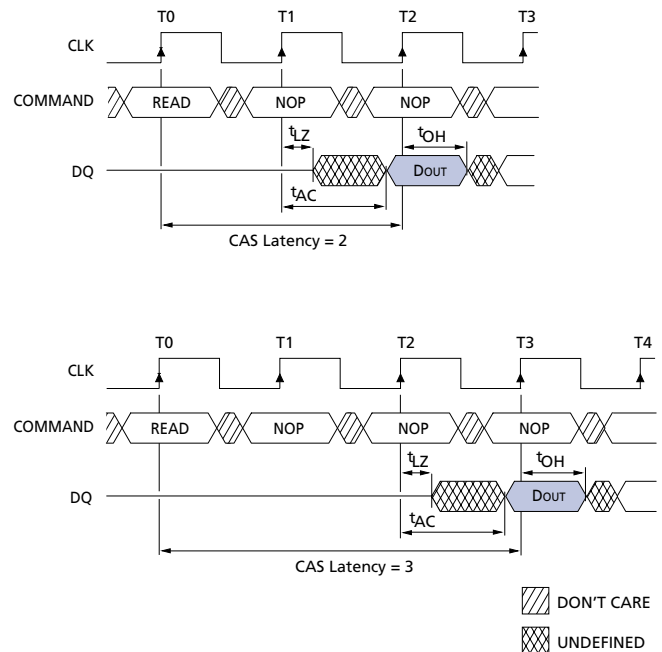 T0 T1 T2 T3
CLK
COMMAND READ NOP NOP
tLZ tOH
DQ DOUT
tAC
CAS Latency = 2
T0 T1 T2 T3 T4
CLK
COMMAND READ NOP NOP NOP
tLZ tOH
DQ DOUT
tAC
CAS Latency = 3
DON'T CARE
UNDEFINED